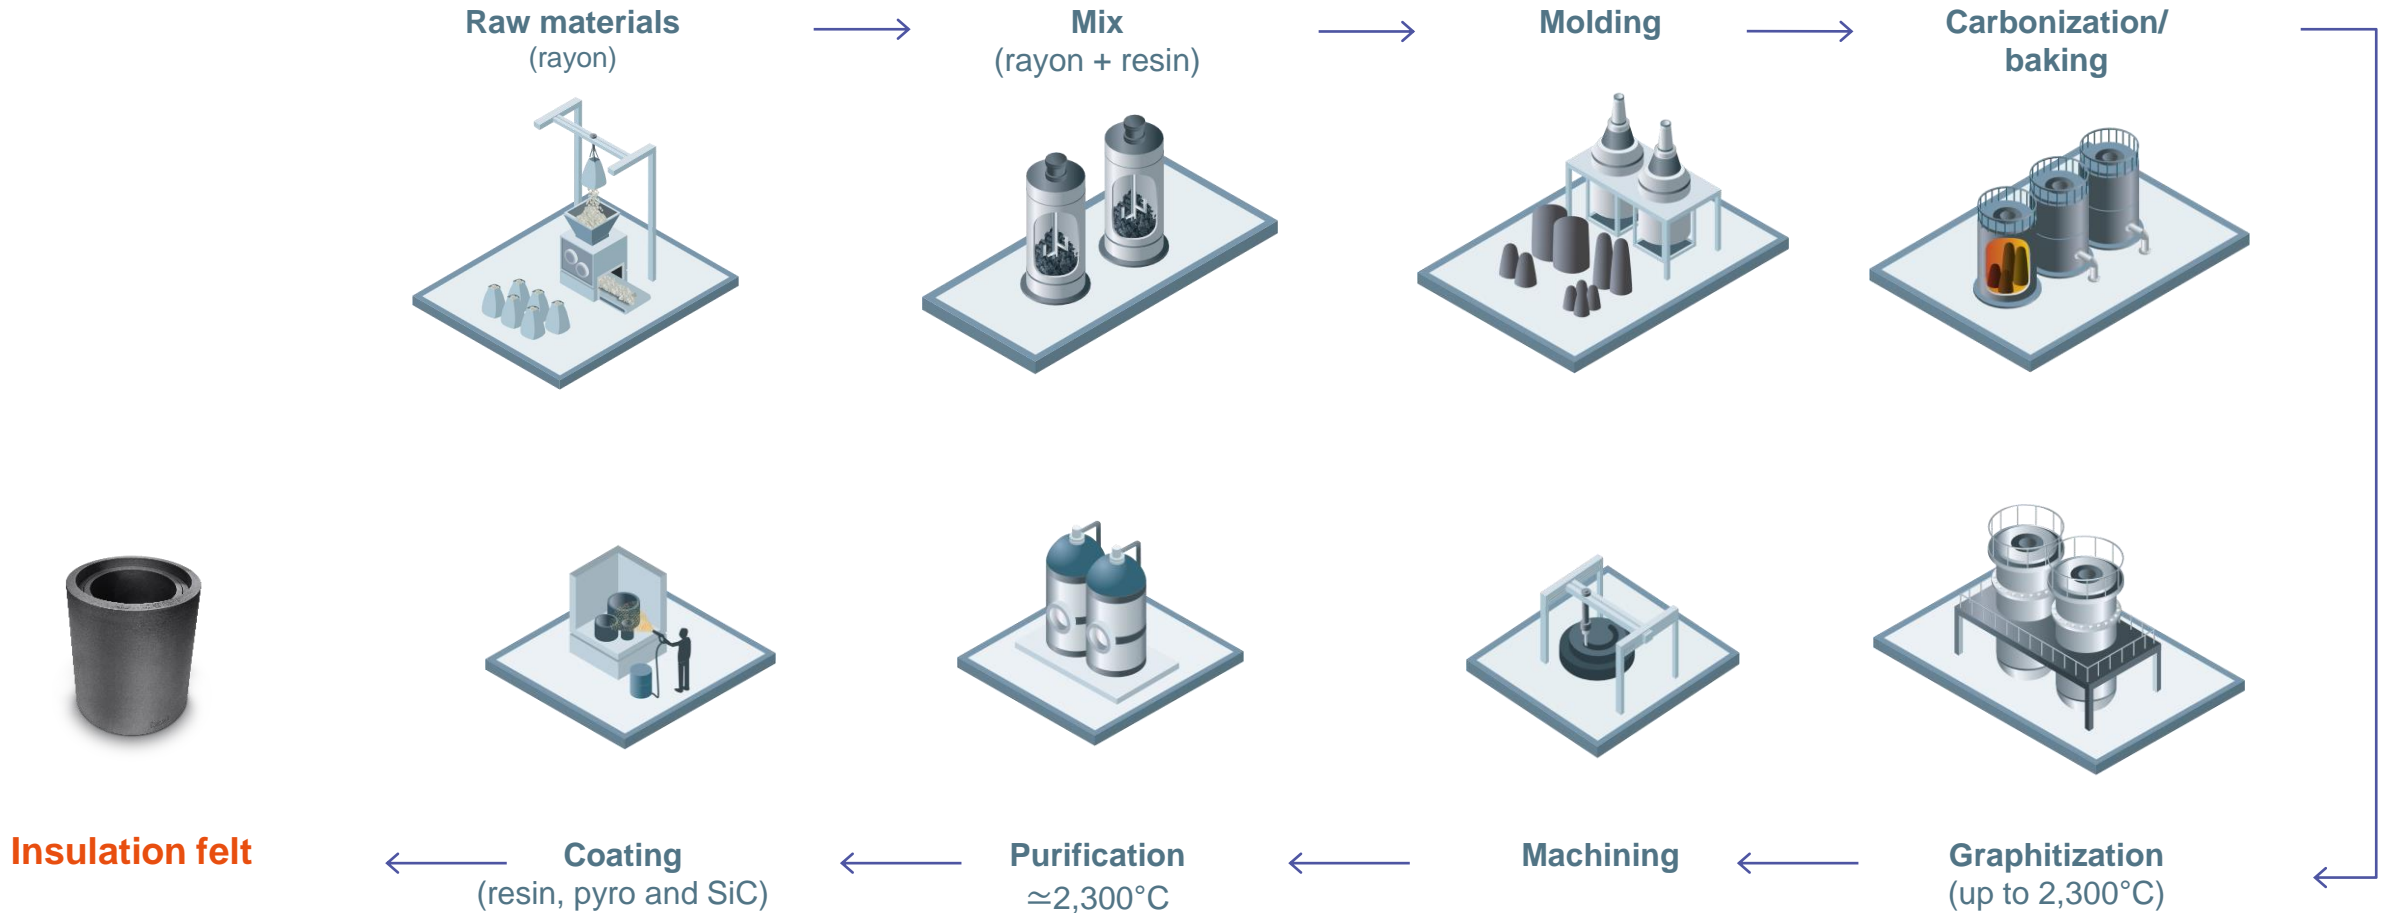 Raw materials
(rayon)
Mix
(rayon + resin)
Molding
Carbonization/
baking
Insulation felt
Coating
(resin, pyro and SiC)
Purification
≃2,300°C
Machining
Graphitization
(up to 2,300°C)